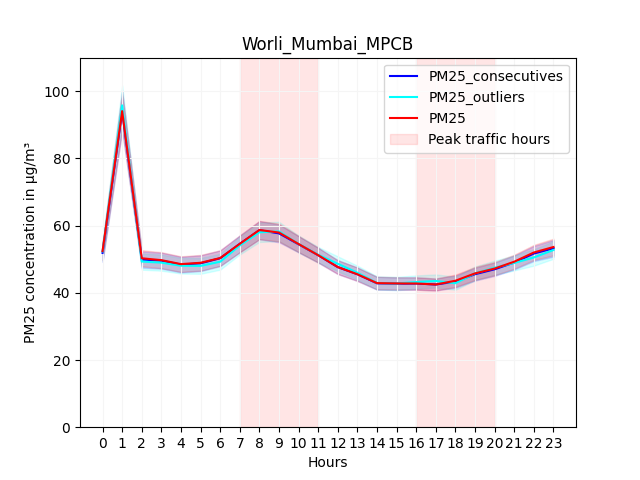 Worli_Mumbai_MPCB
PM25_consecutives
PM25_outliers
PM25
Peak traffic hours
PM25 concentration in µg/m³
100
80
60
40
20
0
0 1 2 3 4 5 6 7 8 9 10 11 12 13 14 15 16 17 18 19 20 21 22 23
Hours